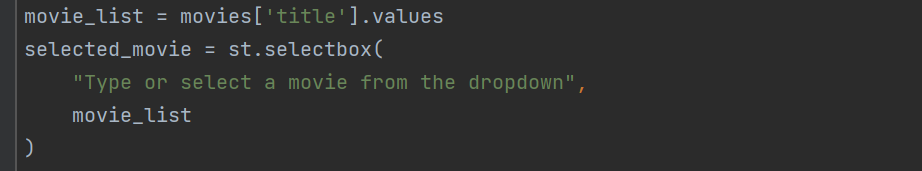 movie_list = movies['title'].values
selected_movie = st.selectbox(
    "Type or select a movie from the dropdown",
    movie_list
)